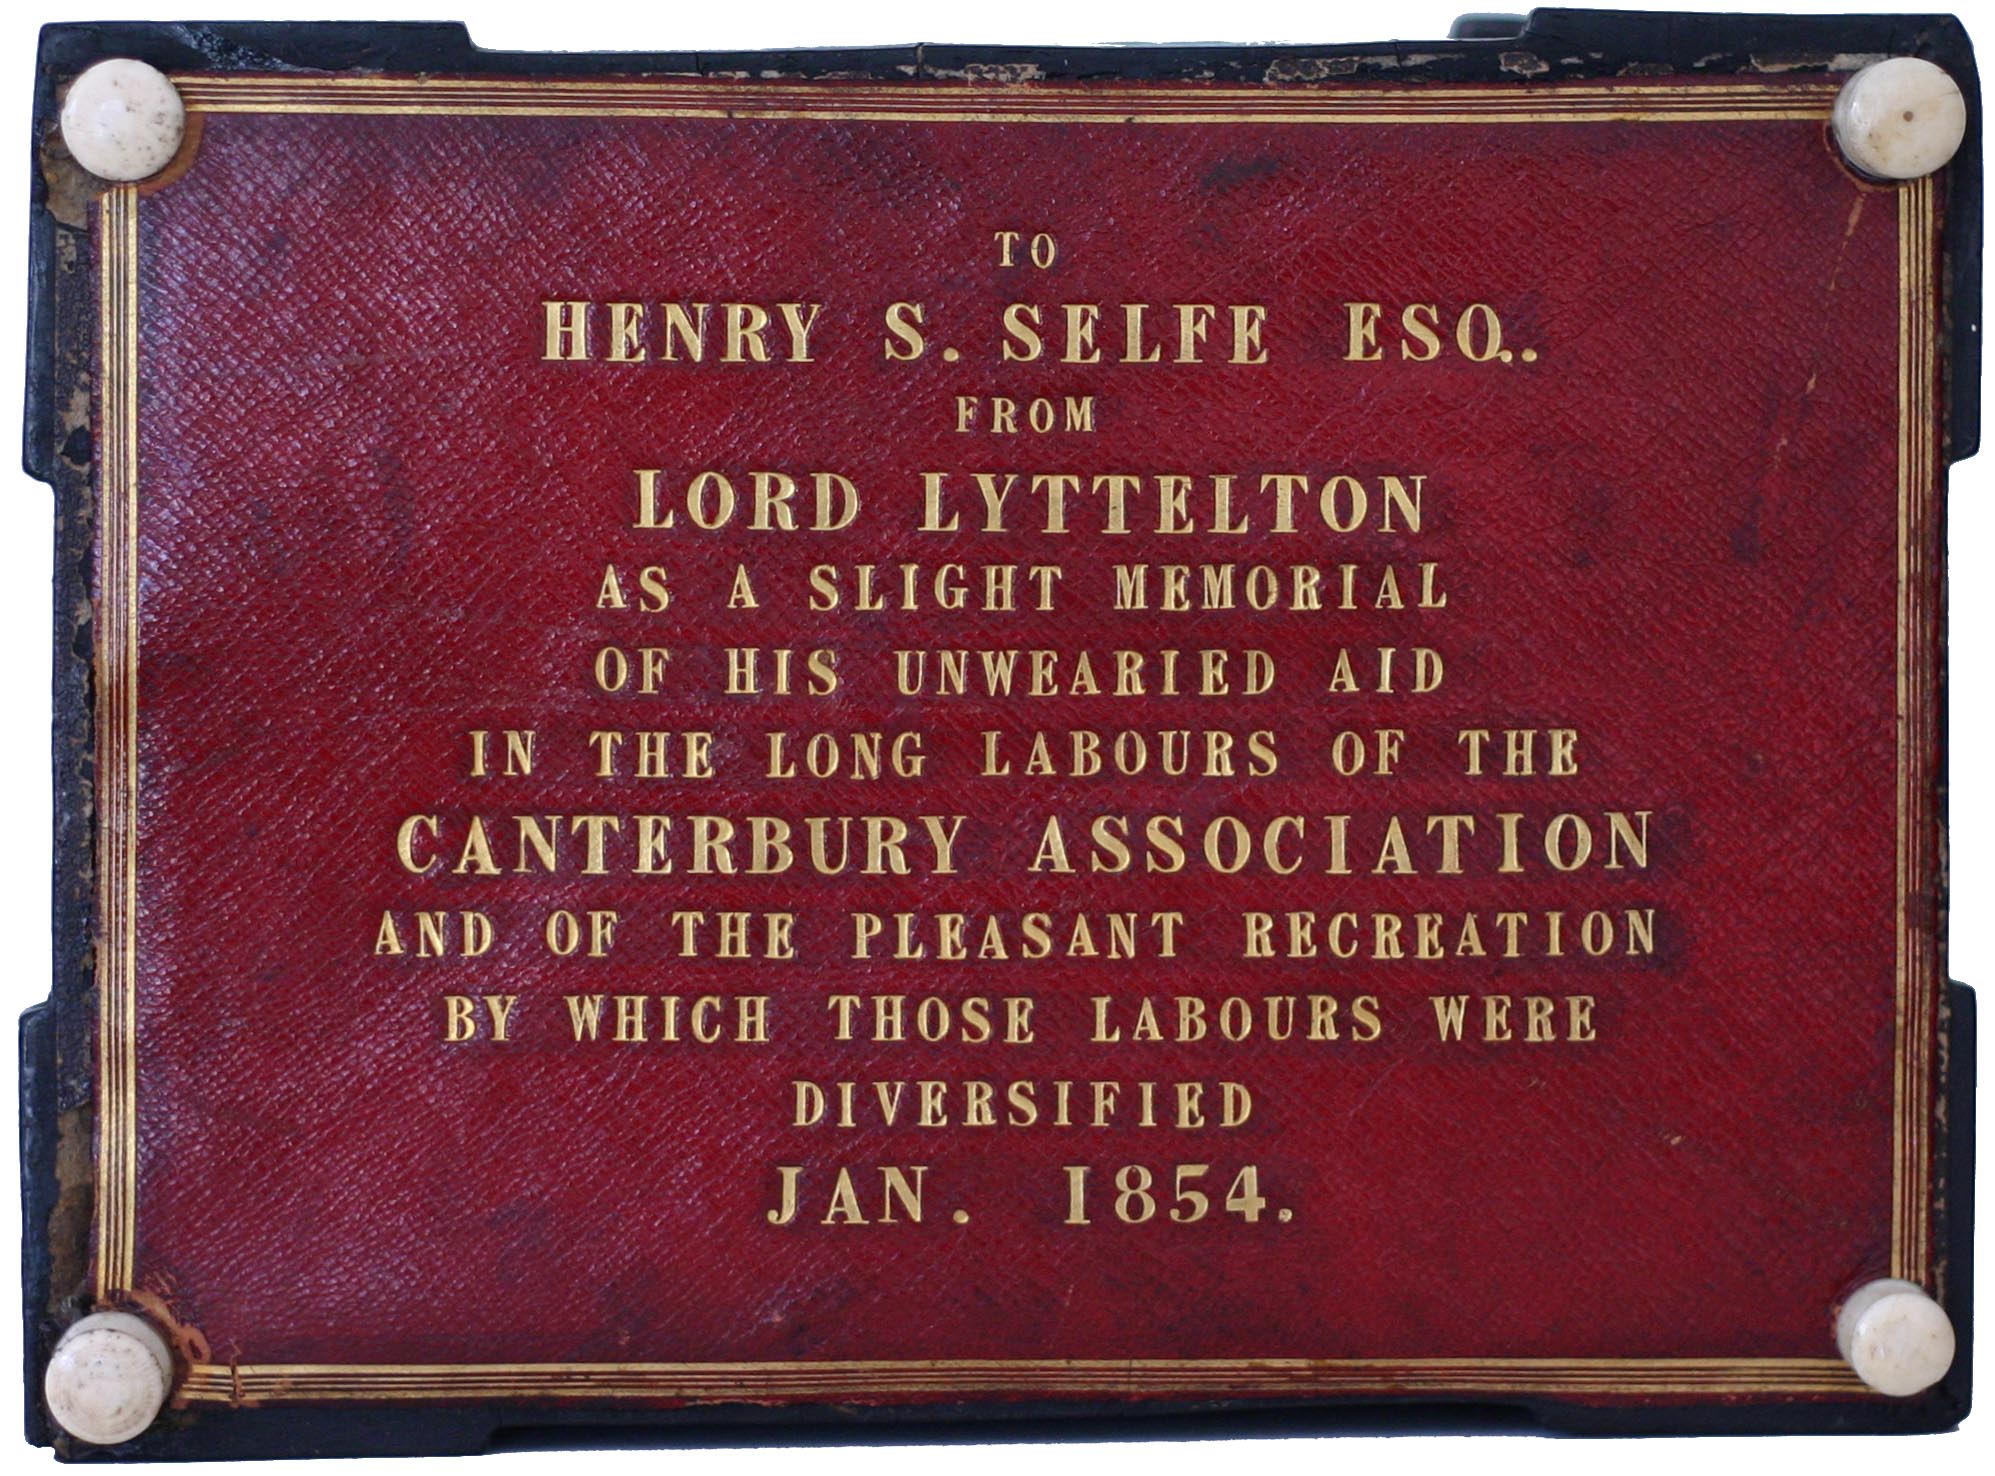 TO
HENRY S. SELFE ESQ..
FROM
LORD LYTTELTON
AS A SLIGHT MEMORIAL
OF HIS UNWEARIED AID
IN THE LONG LABOURS OF THE
CANTERBURY ASSOCIATION
AND OF THE PLEASANT RECREATION
BY WHICH THOSE LABOURS WERE
DIVERSIFIED
JAN. 1854.